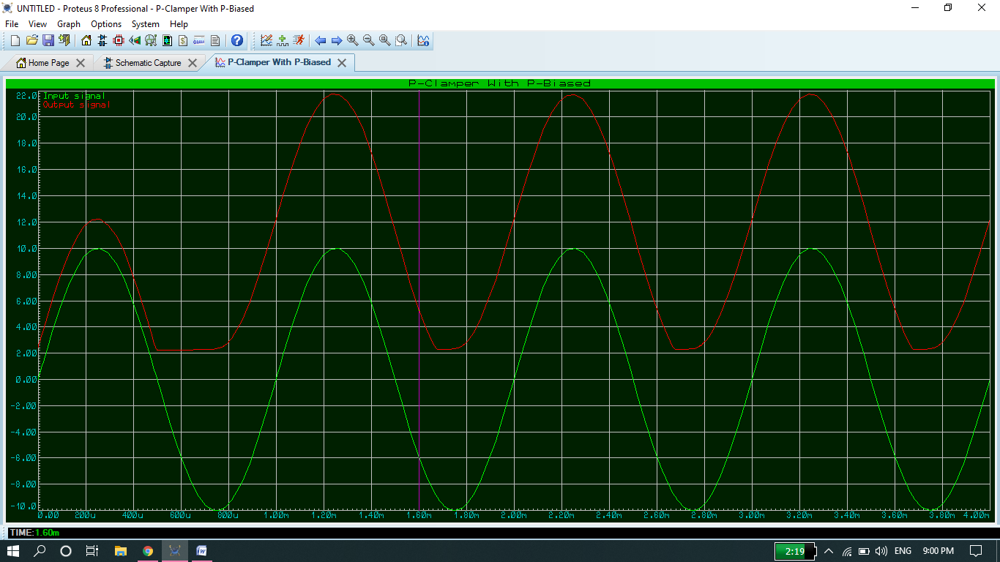 UNTITLED - Proteus 8 Professional - P-Clamper With P-Biased
File View Graph Options System Help
Home Page Schematic Capture P-Clamper With P-Biased
P-Clamper With P-Biased
Input signal
Output signal
22.0
20.0
18.0
16.0
14.0
12.0
10.0
8.00
6.00
4.00
2.00
0.00
-2.00
-4.00
-6.00
-8.00
-10.0
0.00 200u 400u 600u 800u 1.00m 1.20m 1.40m 1.60m 1.80m 2.00m 2.20m 2.40m 2.60m 2.80m 3.00m 3.20m 3.40m 3.60m 3.80m 4.00m
TIME:1.60m
2:19 ENG 9:00 PM